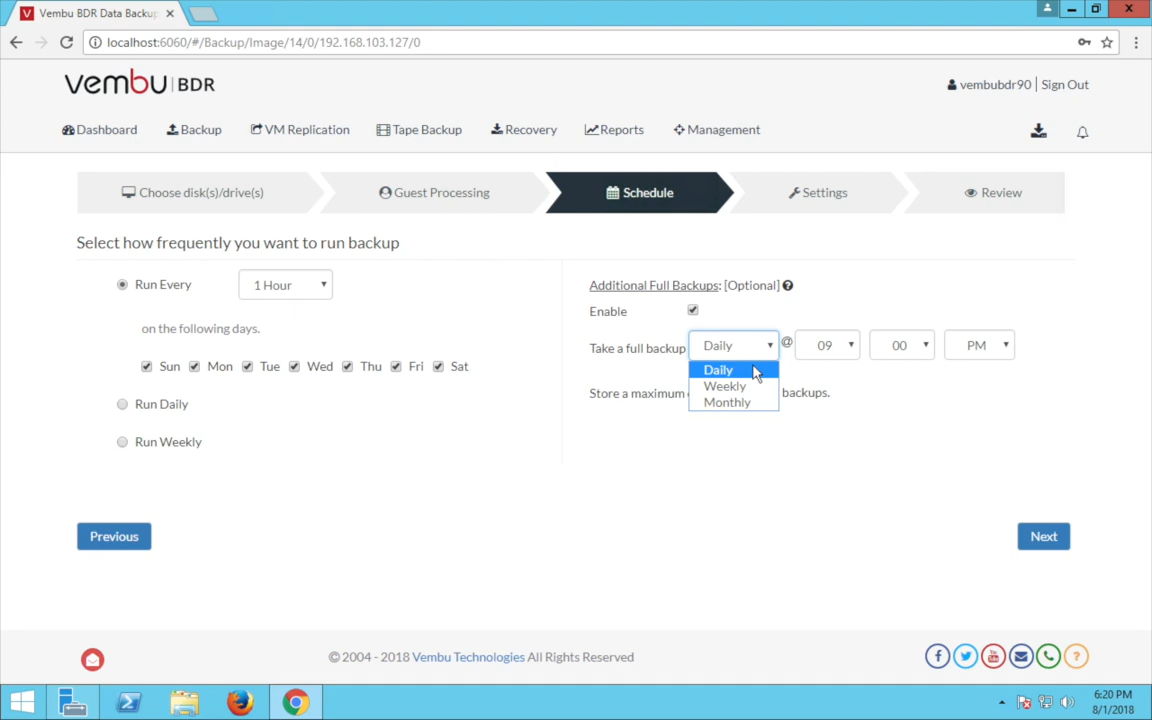 Vembu BDR Data Backup
localhost:6060/#/Backup/Image/14/0/192.168.103.127/0
vembu BDR
vembubdr90 | Sign Out
Dashboard Backup VM Replication Tape Backup Recovery Reports Management
Choose disk(s)/drive(s) Guest Processing Schedule Settings Review
Select how frequently you want to run backup
Run Every 1 Hour
on the following days.
Sun Mon Tue Wed Thu Fri Sat
Run Daily
Run Weekly
Additional Full Backups: [Optional]
Enable
Take a full backup Daily @ 09 00 PM
Daily
Weekly
Monthly
Store a maximum backups.
Previous Next
© 2004 - 2018 Vembu Technologies All Rights Reserved
6:20 PM
8/1/2018